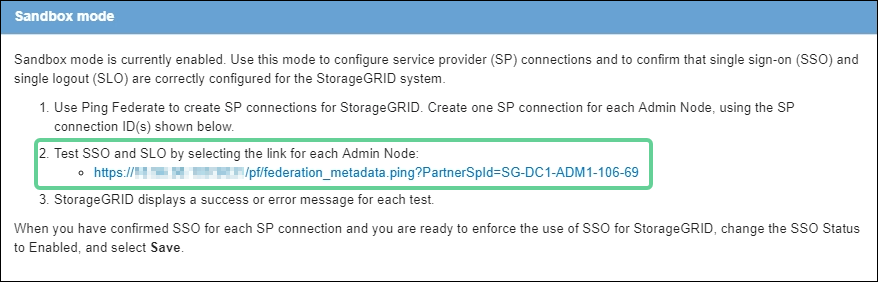 Sandbox mode
Sandbox mode is currently enabled. Use this mode to configure service provider (SP) connections and to confirm that single sign-on (SSO) and
single logout (SLO) are correctly configured for the StorageGRID system.
1. Use Ping Federate to create SP connections for StorageGRID. Create one SP connection for each Admin Node, using the SP
connection ID(s) shown below.
2. Test SSO and SLO by selecting the link for each Admin Node:
https:// /pf/federation_metadata.ping?PartnerSpId=SG-DC1-ADM1-106-69
3. StorageGRID displays a success or error message for each test.
When you have confirmed SSO for each SP connection and you are ready to enforce the use of SSO for StorageGRID, change the SSO Status
to Enabled, and select Save.